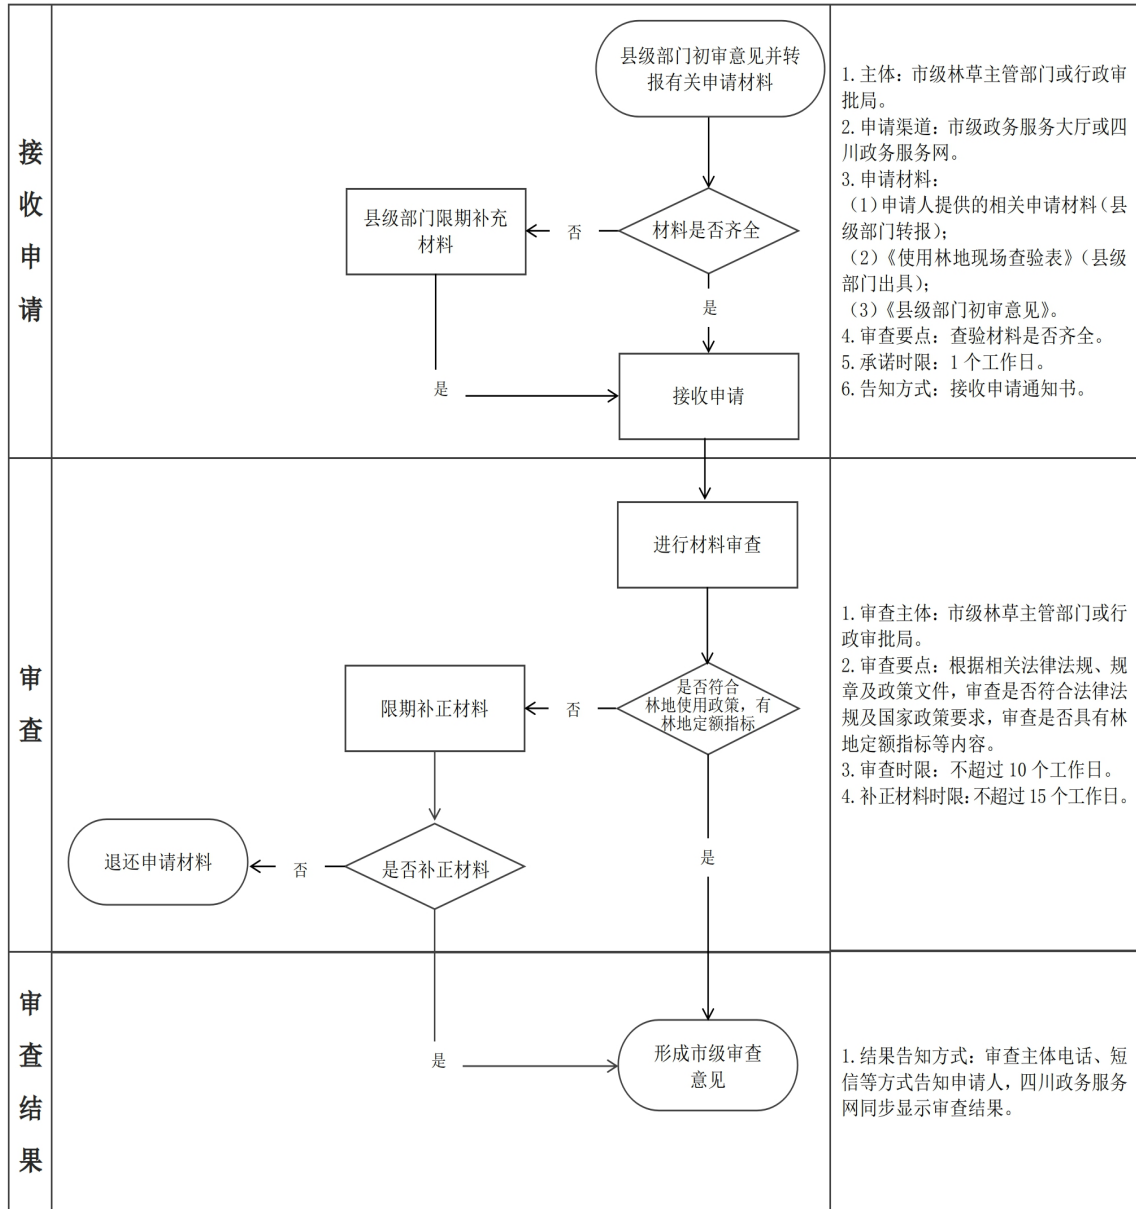 接
收
申
请
县级部门初审意见并转
报有关申请材料
材料是否齐全
否
县级部门限期补充
材料
是
是
接收申请
1.主体：市级林草主管部门或行政审
批局。
2.申请渠道：市级政务服务大厅或四
川政务服务网。
3.申请材料：
（1)申请人提供的相关申请材料(县
级部门转报)；
（2)《使用林地现场查验表》(县级
部门出具)；
（3)《县级部门初审意见》。
4.审查要点：查验材料是否齐全。
5.承诺时限：1 个工作日。
6.告知方式：接收申请通知书。
审
查
进行材料审查
是否符合
林地使用政策，有
林地定额指标
否
限期补正材料
是否补正材料
否
退还申请材料
是
1.审查主体：市级林草主管部门或行
政审批局。
2.审查要点：根据相关法律法规、规
章及政策文件，审查是否符合法律法
规及国家政策要求，审查是否具有林
地定额指标等内容。
3.审查时限：不超过 10 个工作日。
4.补正材料时限：不超过 15 个工作日。
审
查
结
果
是
形成市级审查
意见
1.结果告知方式：审查主体电话、短
信等方式告知申请人，四川政务服务
网同步显示审查结果。